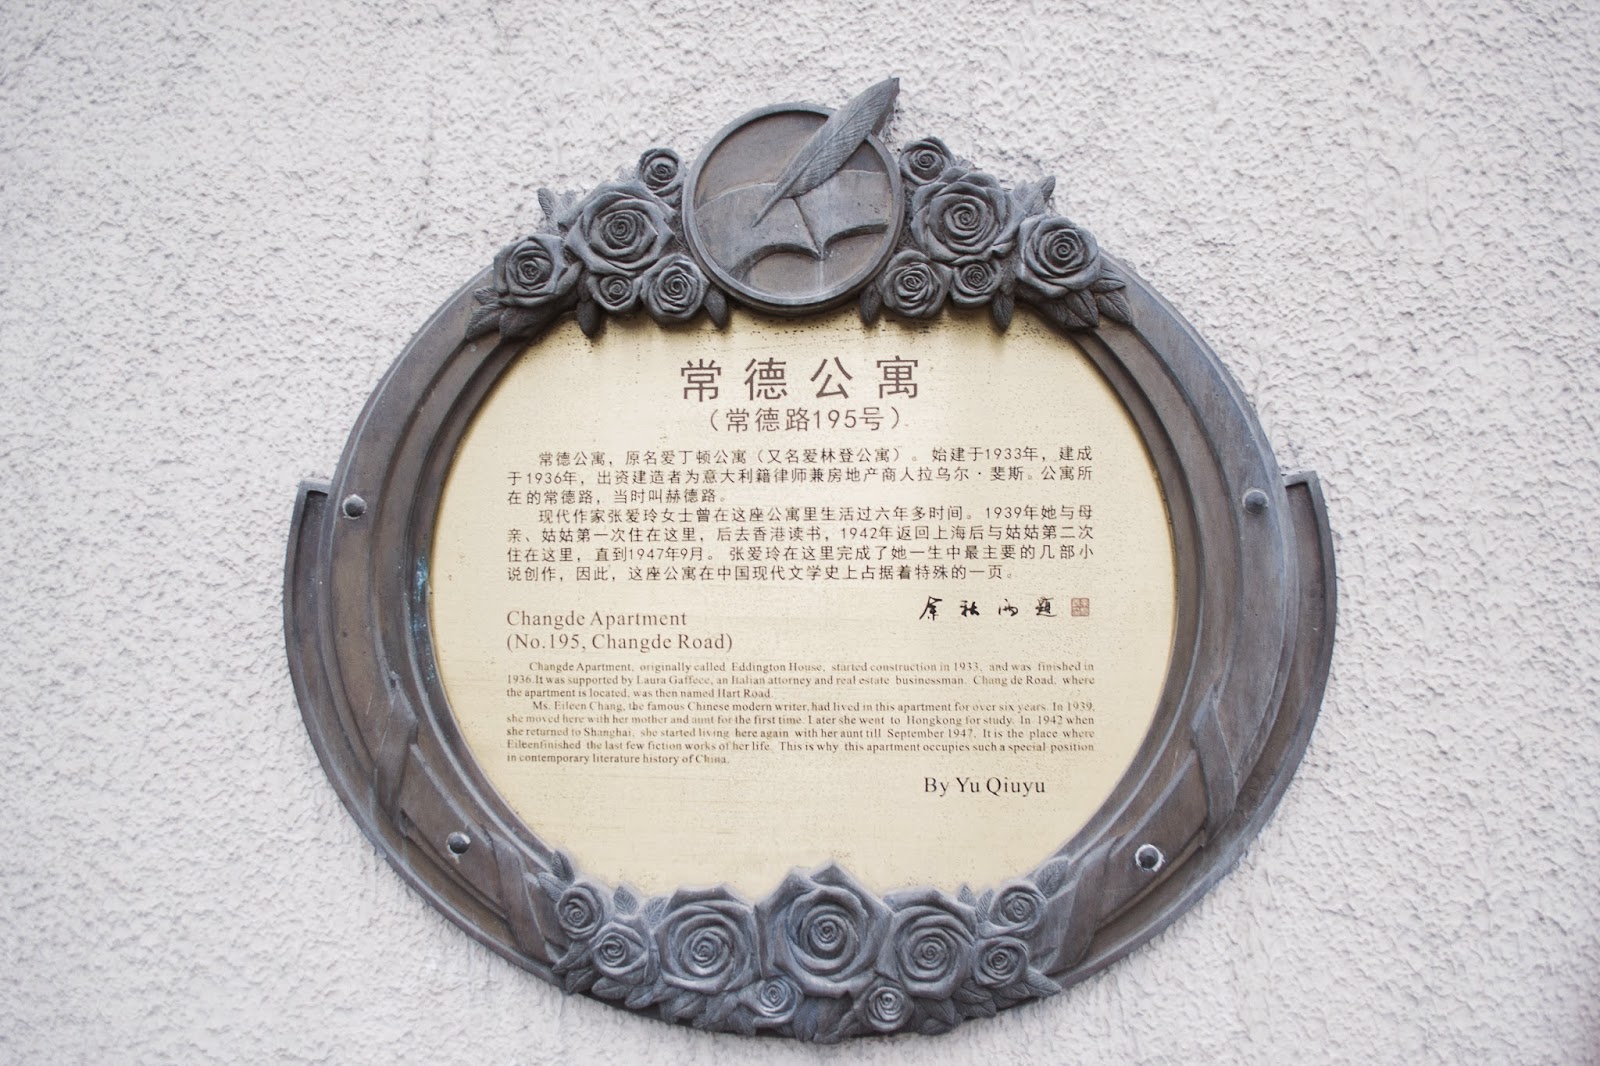 常德公寓
（常德路195号）
常德公寓，原名爱丁顿公寓（又名爱林登公寓）。始建于1933年，建成
于1936年，出资建造者为意大利籍律师兼房地产商人拉乌尔·斐斯。公寓所
在的常德路，当时叫赫德路。
现代作家张爱玲女士曾在这座公寓里生活过六年多时间。1939年她与母
亲、姑姑第一次住在这里，后去香港读书，1942年返回上海后与姑姑第二次
住在这里，直到1947年9月。 张爱玲在这里完成了她一生中最主要的几部小
说创作，因此，这座公寓在中国现代文学史上占据着特殊的一页。
余秋雨题
Changde Apartment
(No.195, Changde Road)
Changde Apartment, originally called Eddington House, started construction in 1933, and was finished in
1936.It was supported by Laura Gaffece, an Italian attorney and real estate businessman. Chang de Road, where
the apartment is located, was then named Hart Road.
Ms. Eileen Chang, the famous Chinese modern writer, had lived in this apartment for over six years. In 1939,
she moved here with her mother and aunt for the first time. Later she went to Hongkong for study. In 1942 when
she returned to Shanghai, she started living here again with her aunt till September 1947. It is the place where
Eileenfinished the last few fiction works of her life. This is why this apartment occupies such a special position
in contemporary literature history of China.
By Yu Qiuyu